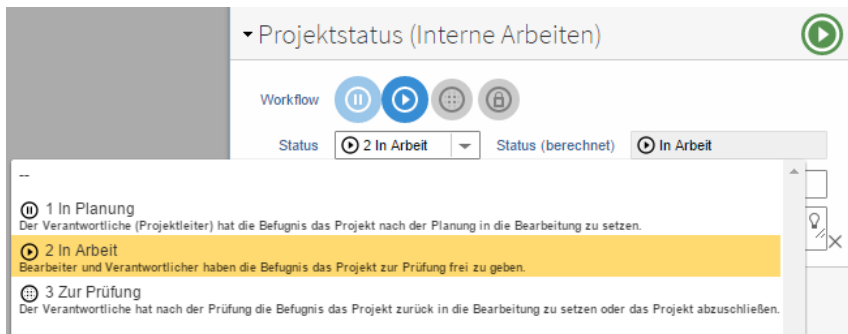 Projektstatus (Interne Arbeiten)
Workflow
Status 2 In Arbeit Status (berechnet) In Arbeit
--
1 In Planung
Der Verantwortliche (Projektleiter) hat die Befugnis das Projekt nach der Planung in die Bearbeitung zu setzen.
2 In Arbeit
Bearbeiter und Verantwortlicher haben die Befugnis das Projekt zur Prüfung frei zu geben.
3 Zur Prüfung
Der Verantwortliche hat nach der Prüfung die Befugnis das Projekt zurück in die Bearbeitung zu setzen oder das Projekt abzuschließen.